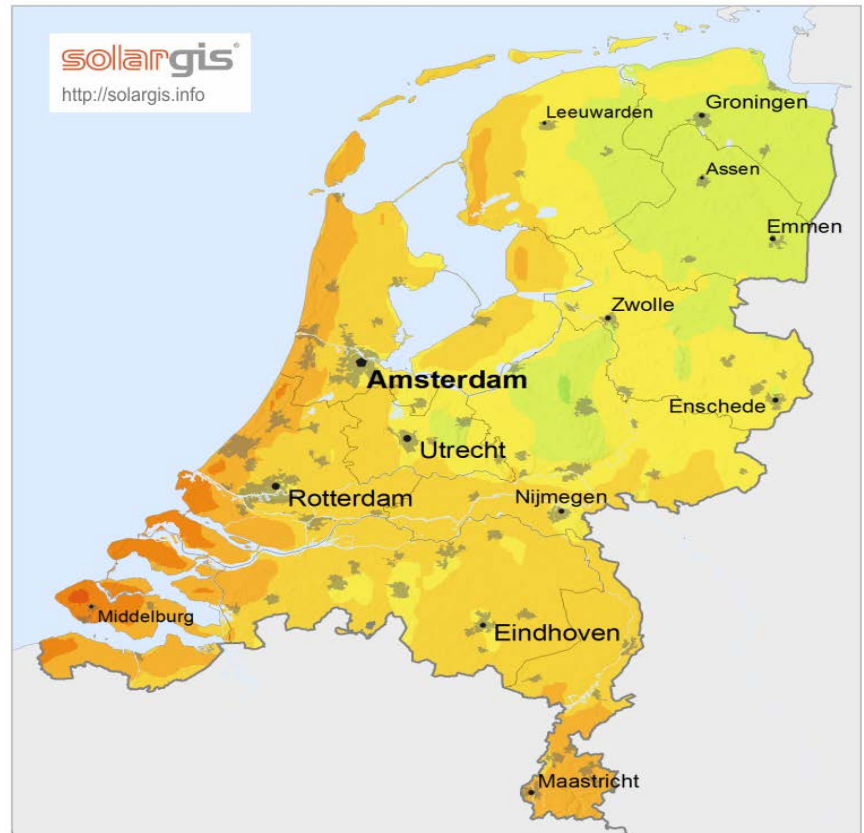 solargis
http://solargis.info
Leeuwarden
Groningen
Assen
Emmen
Zwolle
Amsterdam
Enschede
Utrecht
Rotterdam
Nijmegen
Middelburg
Eindhoven
Maastricht